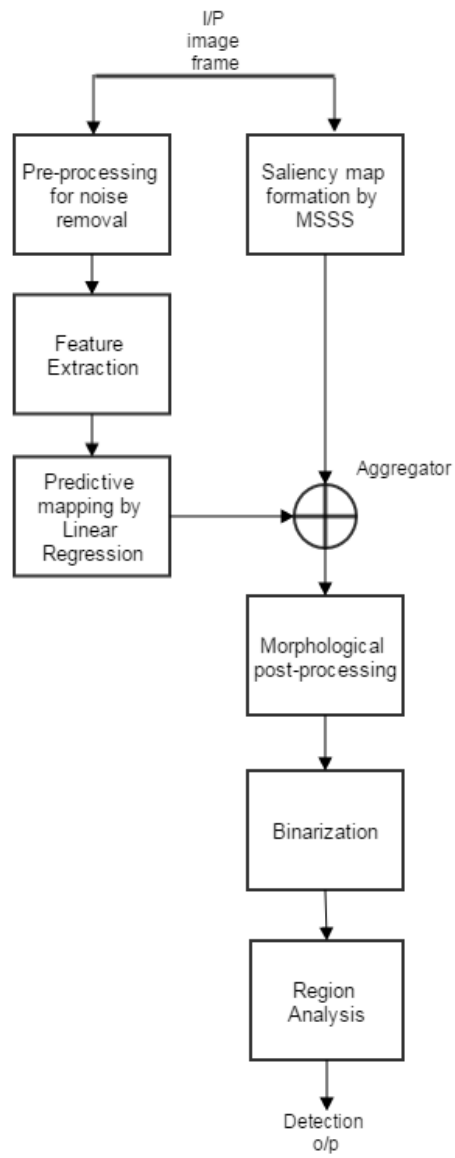 I/P
image
frame
Pre-processing
for noise
removal
Saliency map
formation by
MSSS
Feature
Extraction
Predictive
mapping by
Linear
Regression
Aggregator
Morphological
post-processing
Binarization
Region
Analysis
Detection
o/p